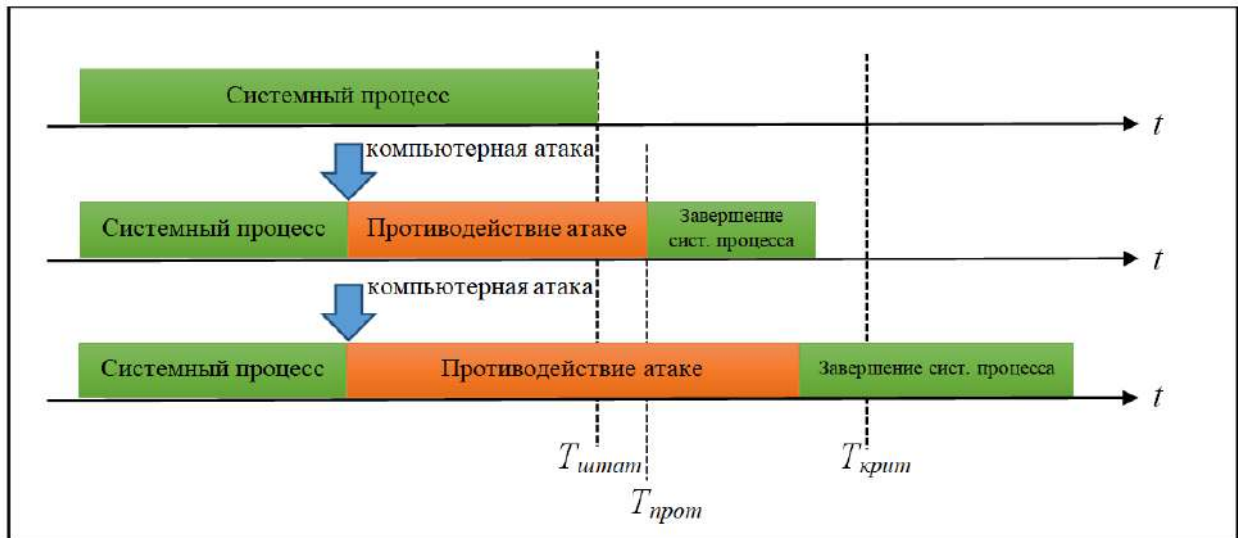 Системный процесс
t
компьютерная атака
Системный процесс
Противодействие атаке
Завершение
сист. процесса
t
компьютерная атака
Системный процесс
Противодействие атаке
Завершение сист. процесса
t
Tштат
Tкрит
Tпрот